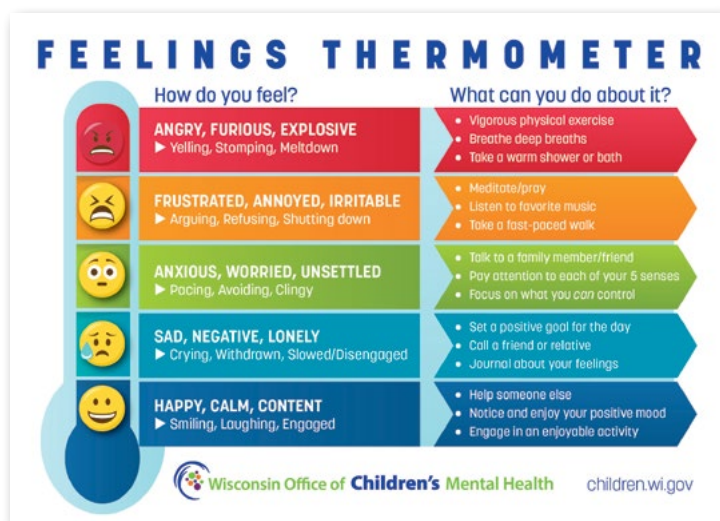 FEELINGS THERMOMETER
How do you feel?
What can you do about it?
ANGRY, FURIOUS, EXPLOSIVE
► Yelling, Stomping, Meltdown
• Vigorous physical exercise
• Breathe deep breaths
• Take a warm shower or bath
FRUSTRATED, ANNOYED, IRRITABLE
► Arguing, Refusing, Shutting down
• Meditate/pray
• Listen to favorite music
• Take a fast-paced walk
ANXIOUS, WORRIED, UNSETTLED
► Pacing, Avoiding, Clingy
• Talk to a family member/friend
• Pay attention to each of your 5 senses
• Focus on what you can control
SAD, NEGATIVE, LONELY
► Crying, Withdrawn, Slowed/Disengaged
• Set a positive goal for the day
• Call a friend or relative
• Journal about your feelings
HAPPY, CALM, CONTENT
► Smiling, Laughing, Engaged
• Help someone else
• Notice and enjoy your positive mood
• Engage in an enjoyable activity
Wisconsin Office of Children's Mental Health
children.wi.gov